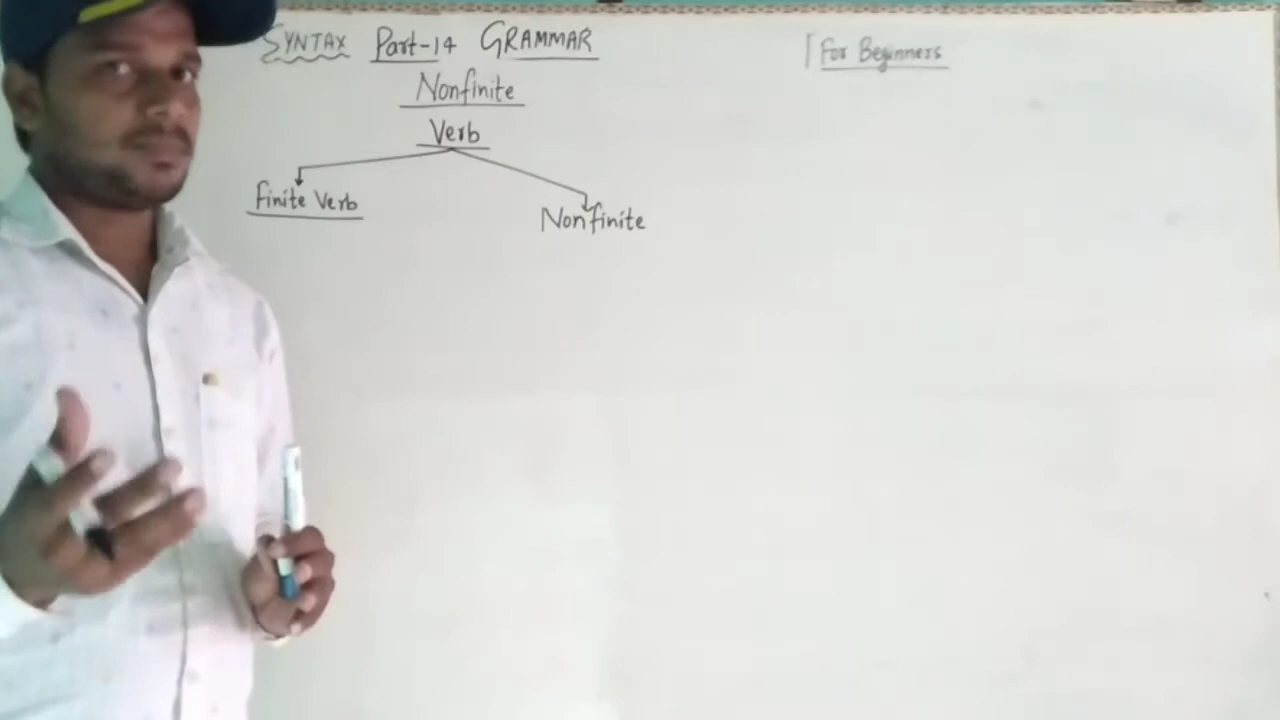 SYNTAX Part-14 GRAMMAR
For Beginners
Nonfinite
Verb
finite Verb
Nonfinite